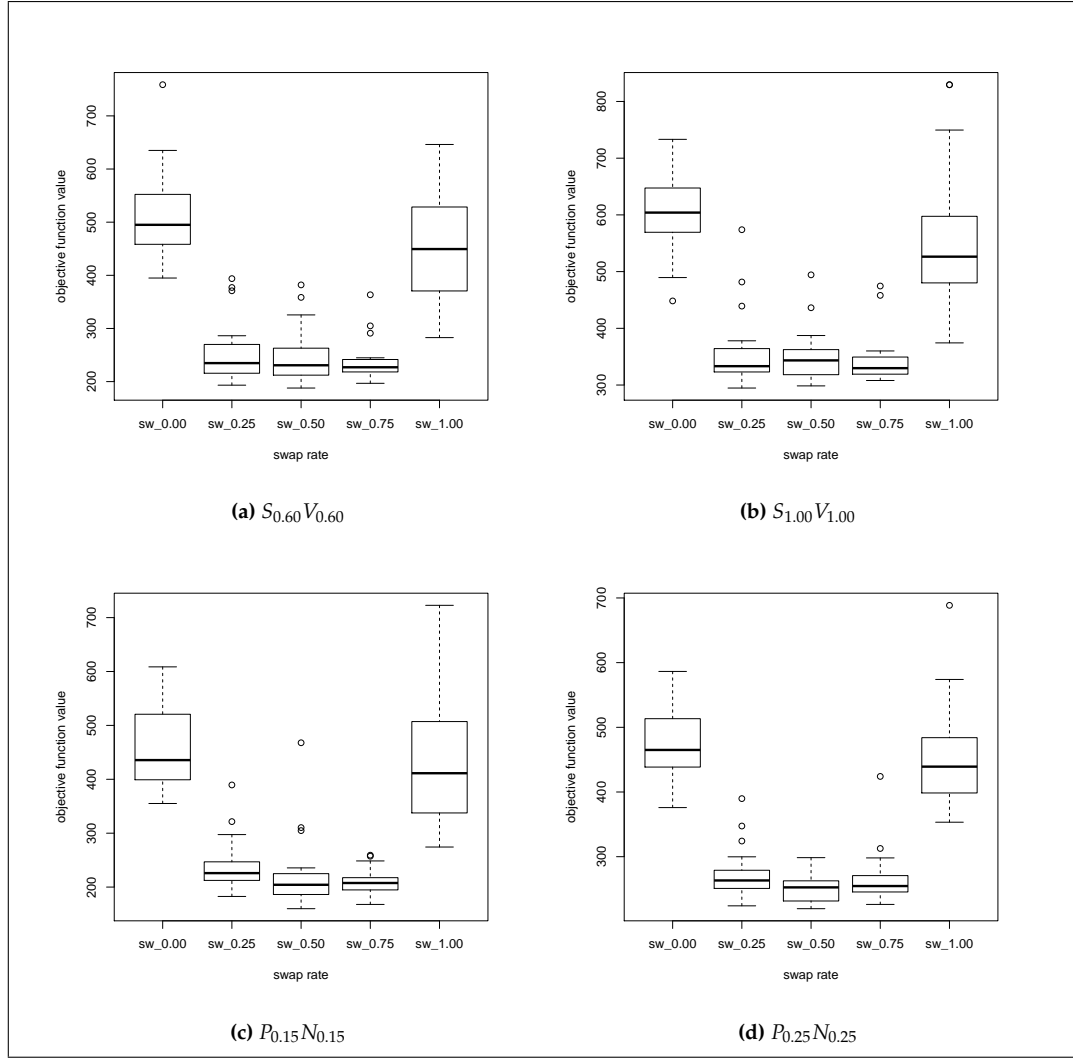 objective function value
700
600
500
400
300
200
sw_0.00 sw_0.25 sw_0.50 sw_0.75 sw_1.00
swap rate
(a) S0.60V0.60
objective function value
800
700
600
500
400
300
sw_0.00 sw_0.25 sw_0.50 sw_0.75 sw_1.00
swap rate
(b) S1.00V1.00
objective function value
700
600
500
400
300
200
sw_0.00 sw_0.25 sw_0.50 sw_0.75 sw_1.00
swap rate
(c) P0.15N0.15
objective function value
700
600
500
400
300
sw_0.00 sw_0.25 sw_0.50 sw_0.75 sw_1.00
swap rate
(d) P0.25N0.25